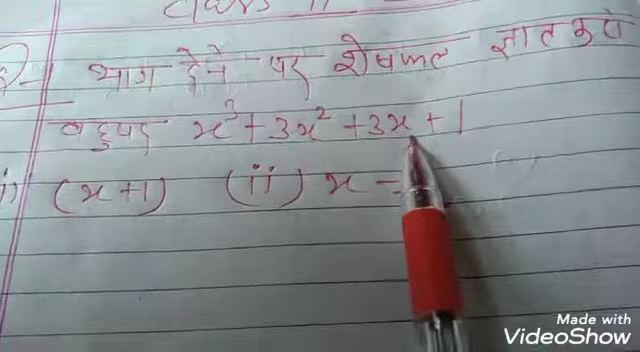 भाग देने पर शेषफल ज्ञात करो
बहुपद x³ + 3x² + 3x + 1
(x+1) (ii) x -
Made with
VideoShow